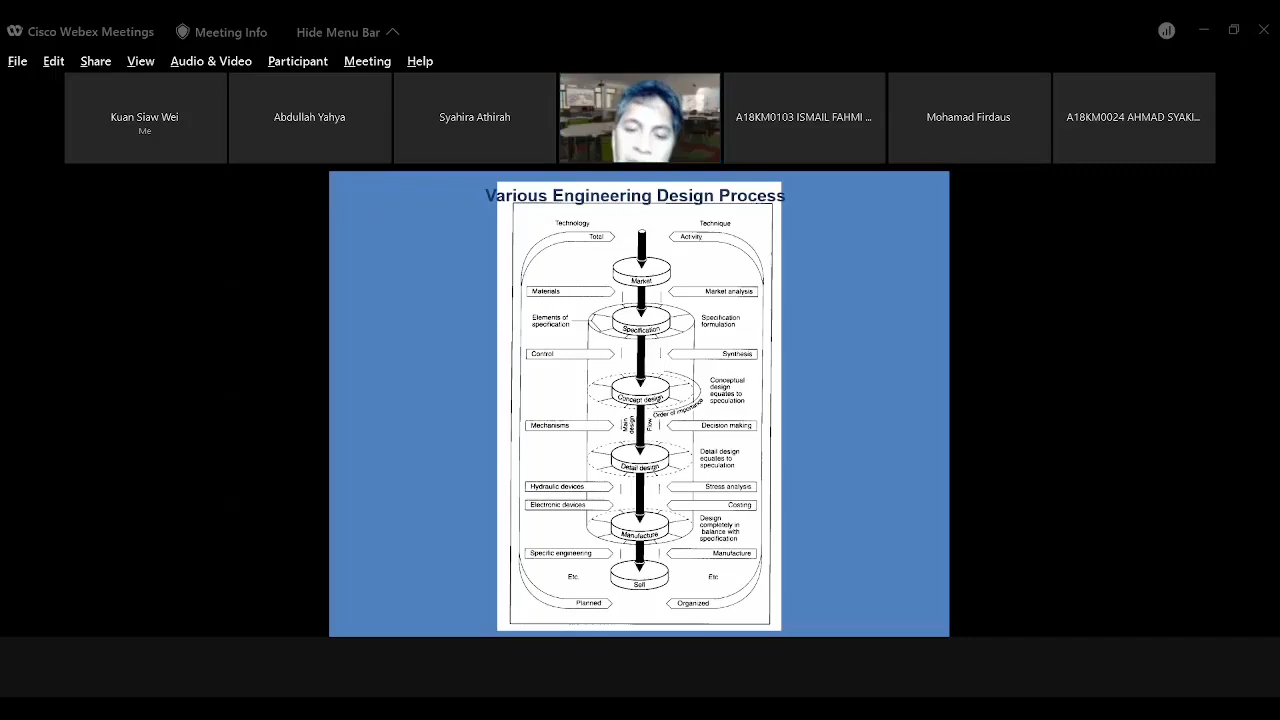 Cisco Webex Meetings
Meeting Info
Hide Menu Bar
File Edit Share View Audio & Video Participant Meeting Help
Kuan Siaw Wei
Me
Abdullah Yahya
Syahira Athirah
A18KM0103 ISMAIL FAHMI ...
Mohamad Firdaus
A18KM0024 AHMAD SYAKI...
Various Engineering Design Process
Technology
Technique
Total
Activity
Market
Materials
Market analysis
Elements of
specification
Specification
Specification
formulation
Control
Synthesis
Concept design
Conceptual
design
equates to
speculation
Order of importance
Mechanisms
Main
design
Flow
Decision making
Detail design
Detail design
equates to
speculation
Hydraulic devices
Stress analysis
Electronic devices
Costing
Manufacture
Design
completely in
balance with
specification
Specific engineering
Manufacture
Etc.
Sell
Etc
Planned
Organized